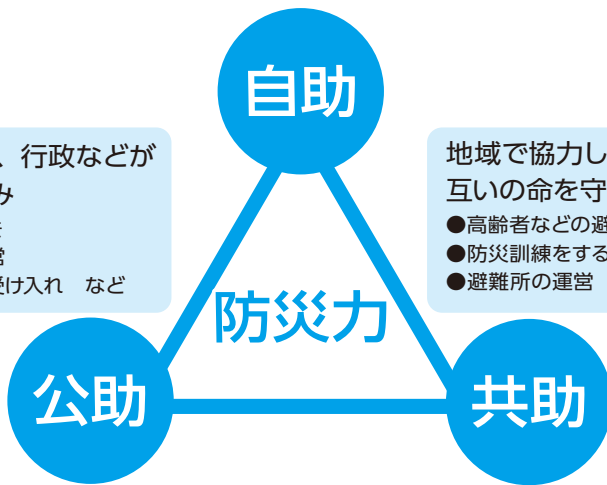 自助
、行政などが
み
営
受け入れ など
地域で協力し
互いの命を守
●高齢者などの避
●防災訓練をする
●避難所の運営
防災力
公助
共助